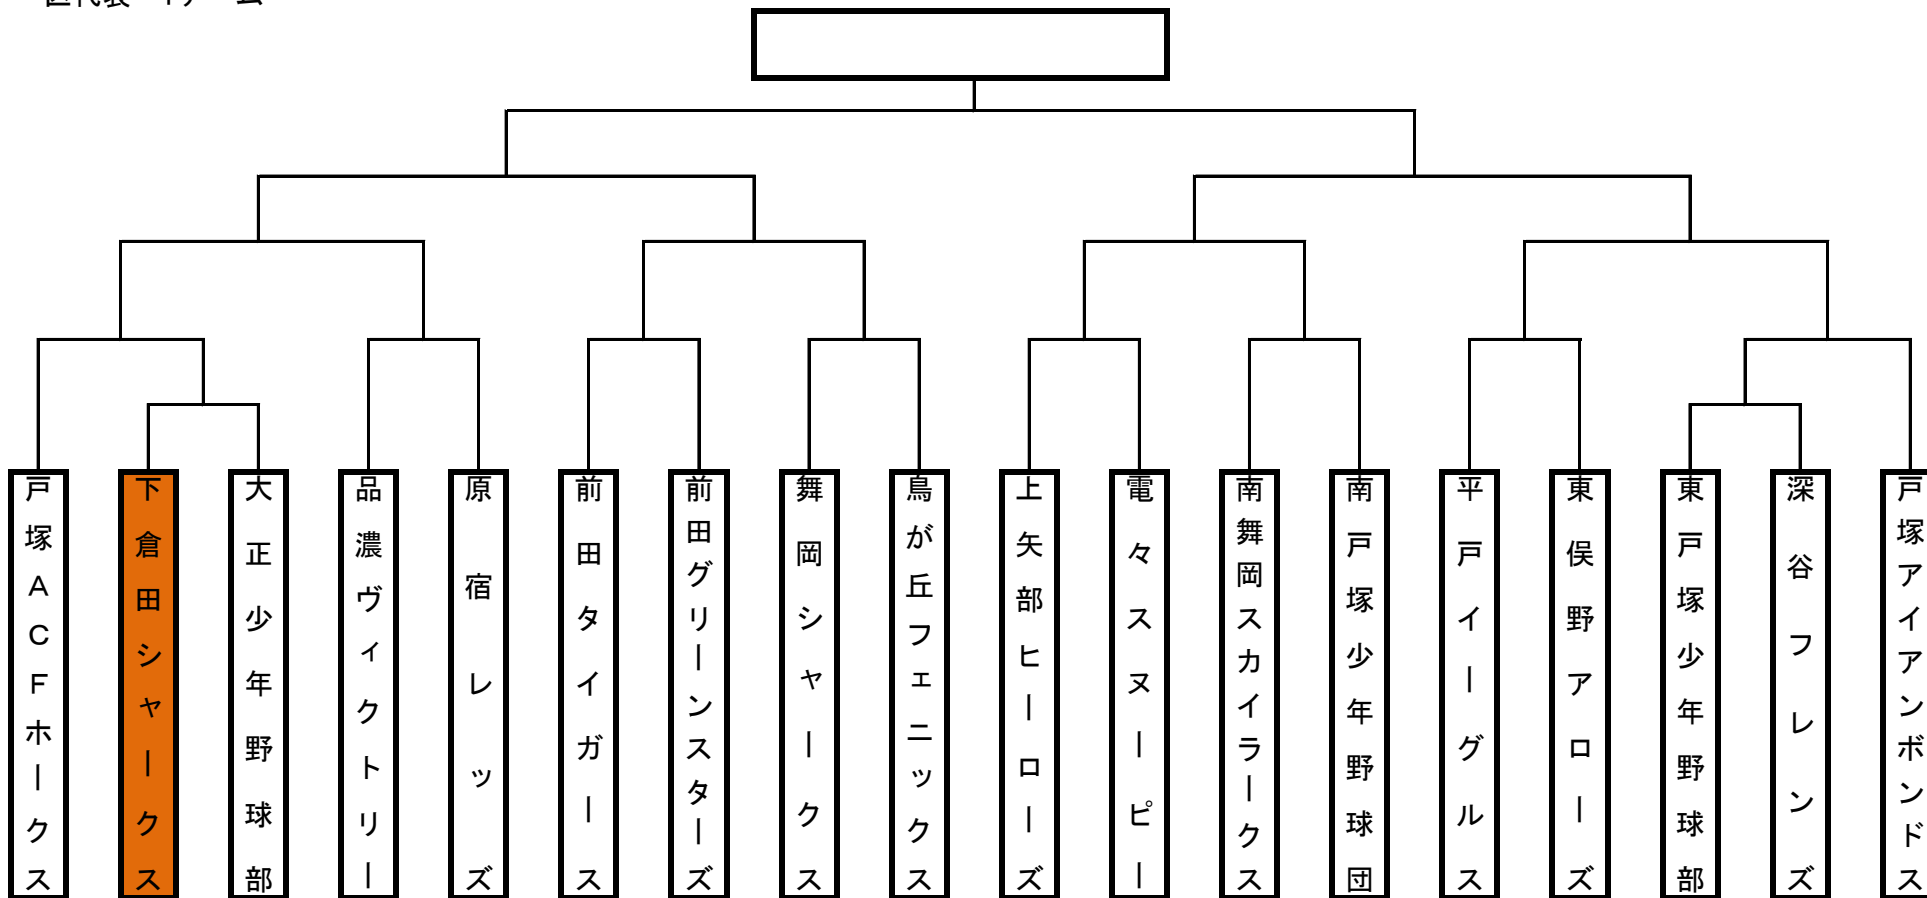 戸塚ACFホークス
下倉田シャークス
大正少年野球部
品濃ヴィクトリー
原宿レッズ
前田タイガース
前田グリーンスターズ
舞岡シャークス
鳥が丘フェニックス
上矢部ヒーローズ
電々スヌーピー
南舞岡スカイラークス
南戸塚少年野球団
平戸イーグルス
東俣野アローズ
東戸塚少年野球部
深谷フレンズ
戸塚アイアンボンドス